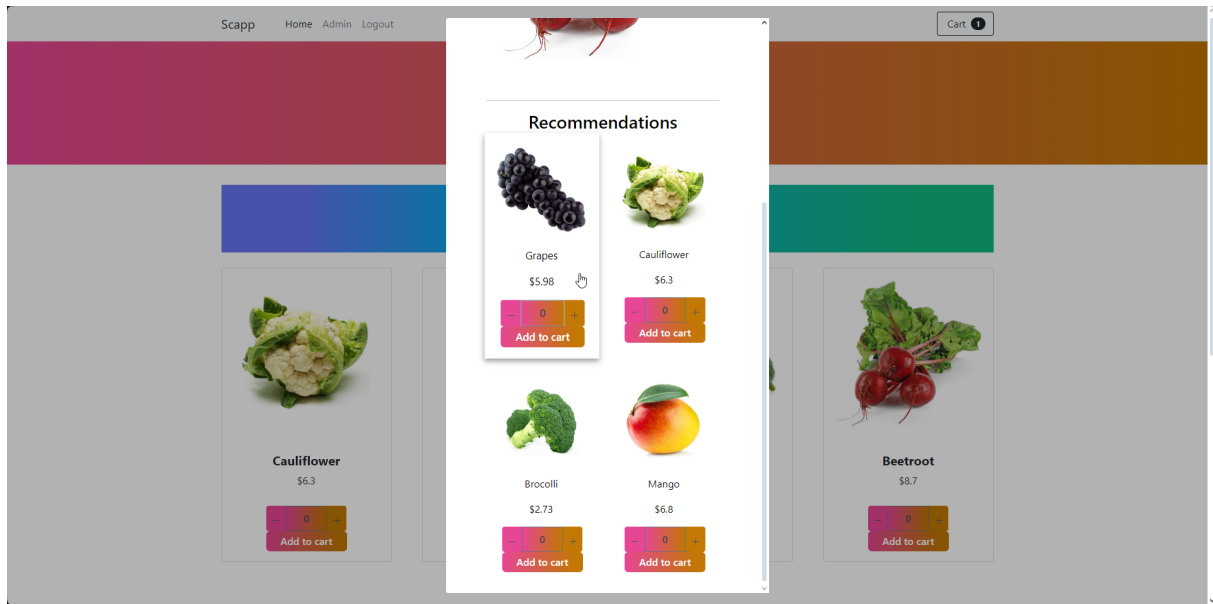 Scapp Home Admin Logout Cart 1
Recommendations
Grapes
$5.98
− 0 +
Add to cart
Cauliflower
$6.3
− 0 +
Add to cart
Brocolli
$2.73
− 0 +
Add to cart
Mango
$6.8
− 0 +
Add to cart
Cauliflower
$6.3
− 0 +
Add to cart
Beetroot
$8.7
− 0 +
Add to cart